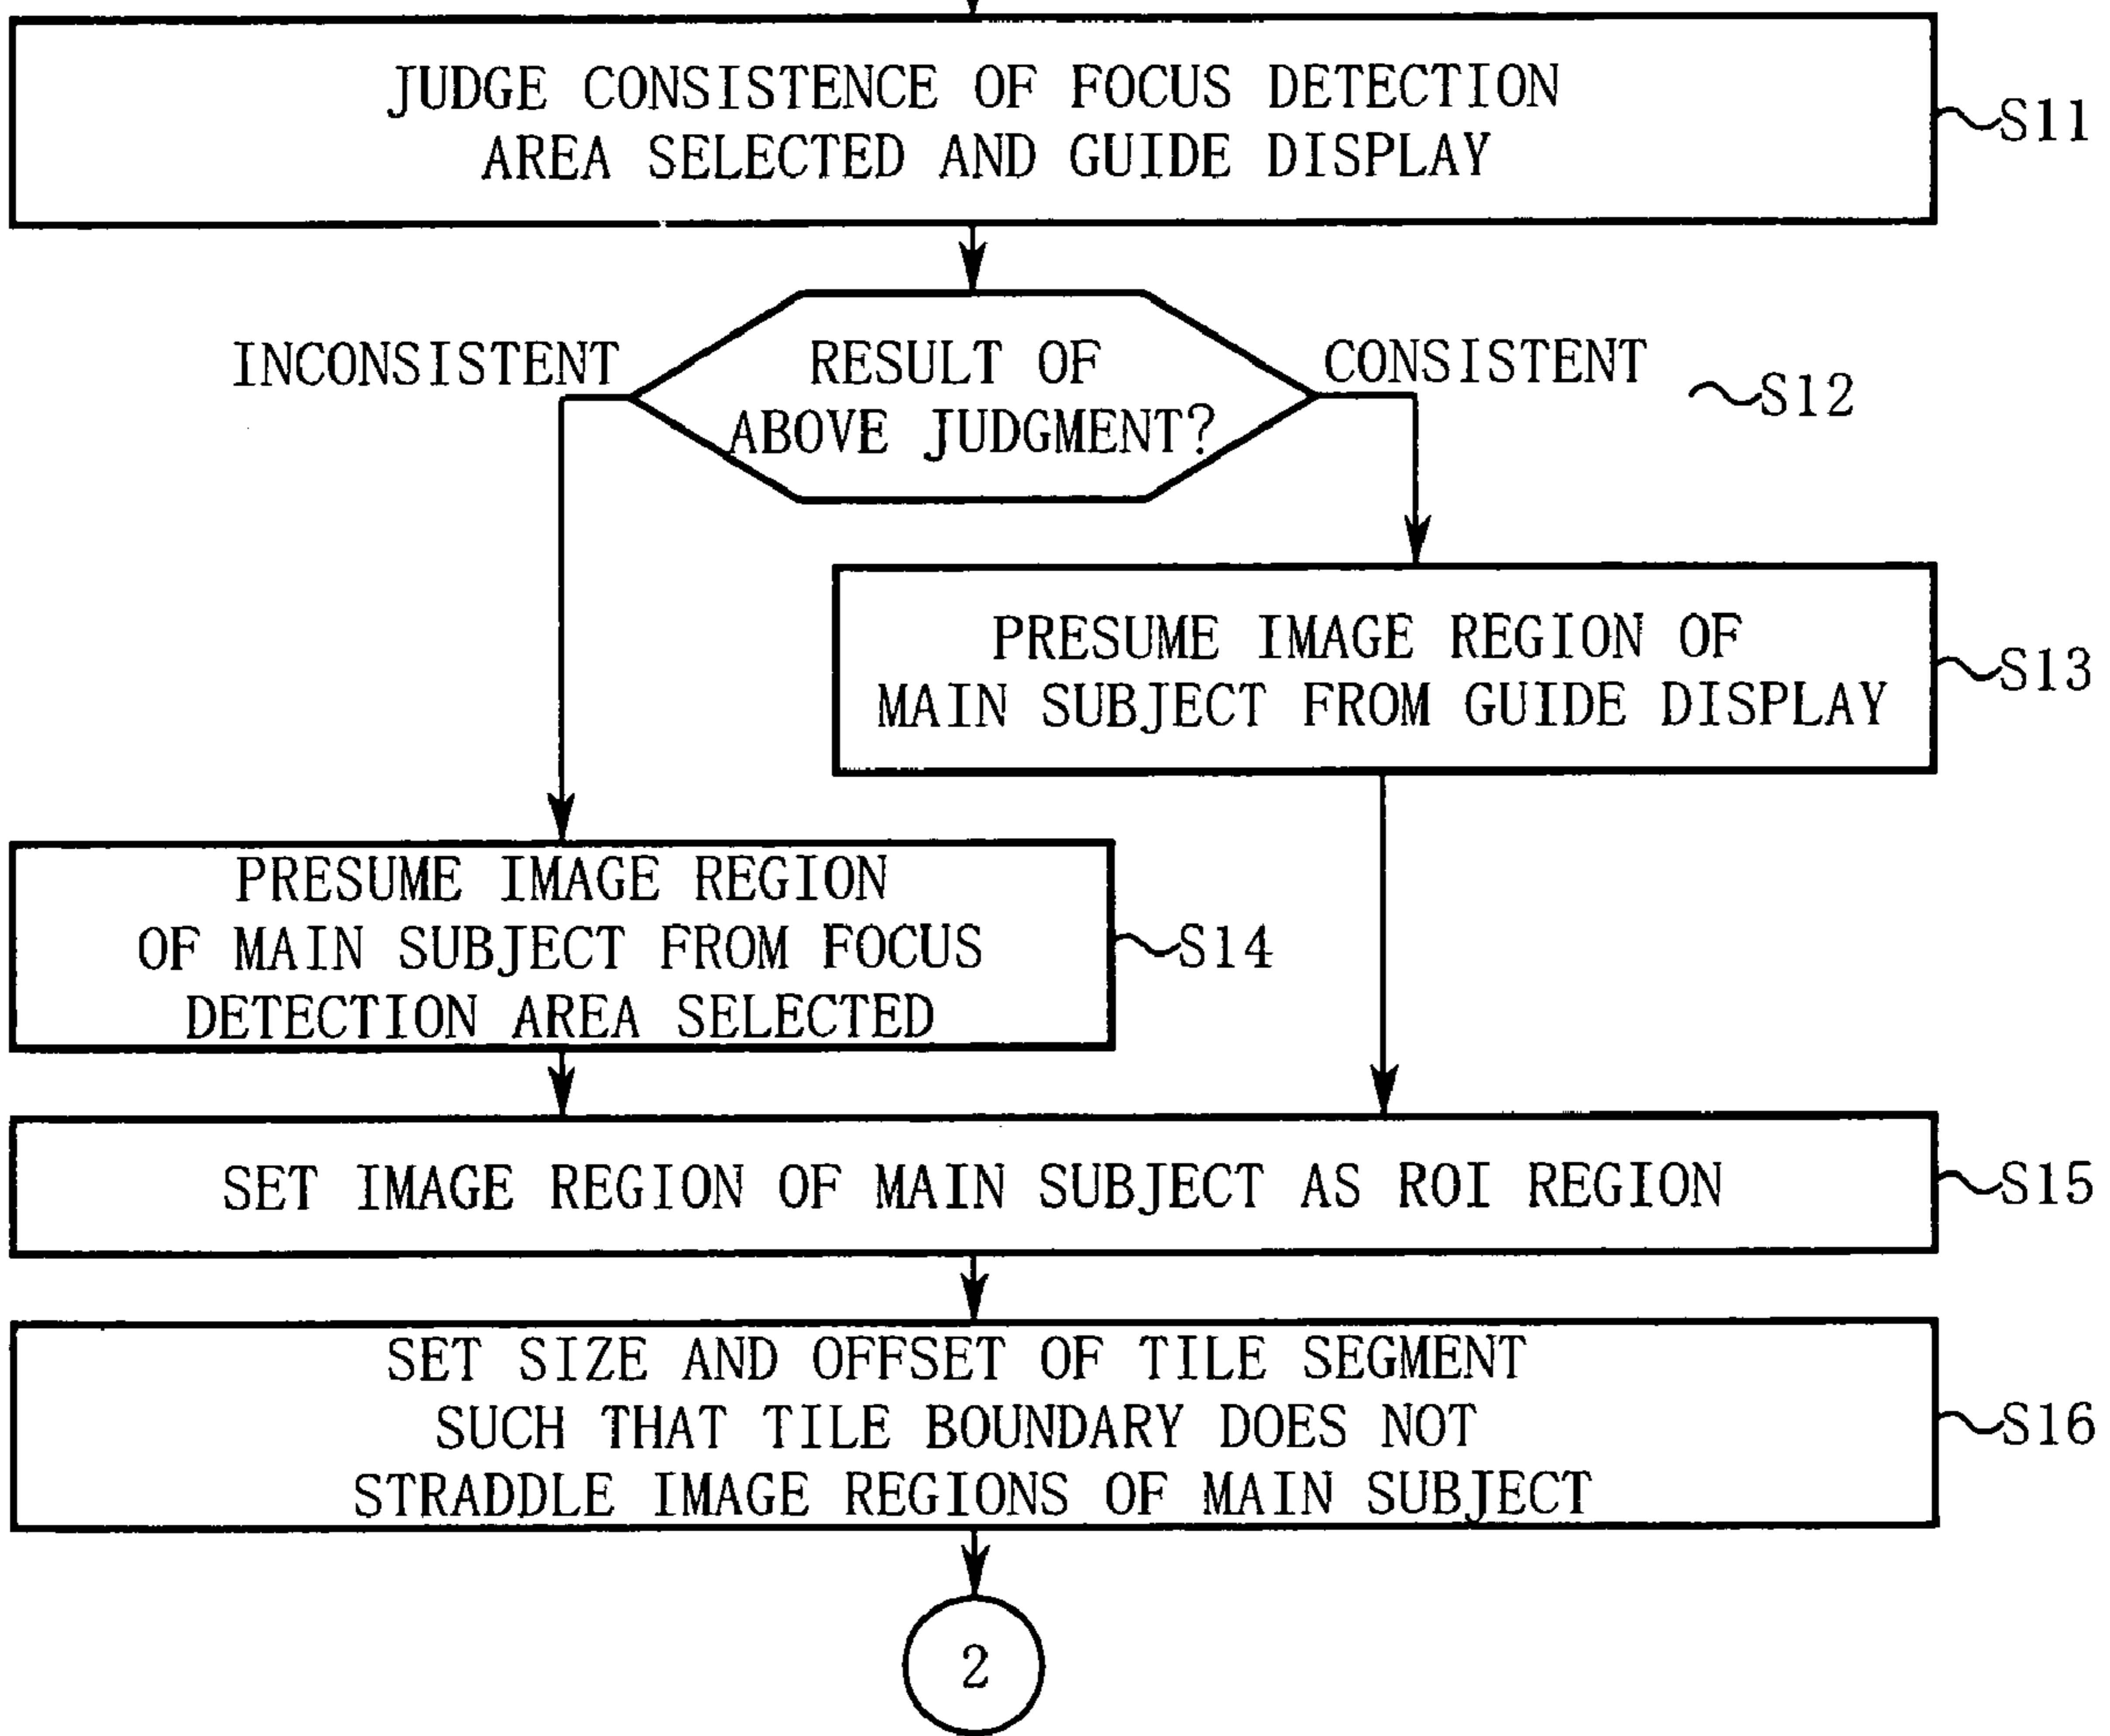 JUDGE CONSISTENCE OF FOCUS DETECTION
AREA SELECTED AND GUIDE DISPLAY
S11
INCONSISTENT
RESULT OF
ABOVE JUDGMENT?
CONSISTENT
S12
PRESUME IMAGE REGION OF
MAIN SUBJECT FROM GUIDE DISPLAY
S13
PRESUME IMAGE REGION
OF MAIN SUBJECT FROM FOCUS
DETECTION AREA SELECTED
S14
SET IMAGE REGION OF MAIN SUBJECT AS ROI REGION
S15
SET SIZE AND OFFSET OF TILE SEGMENT
SUCH THAT TILE BOUNDARY DOES NOT
STRADDLE IMAGE REGIONS OF MAIN SUBJECT
S16
2